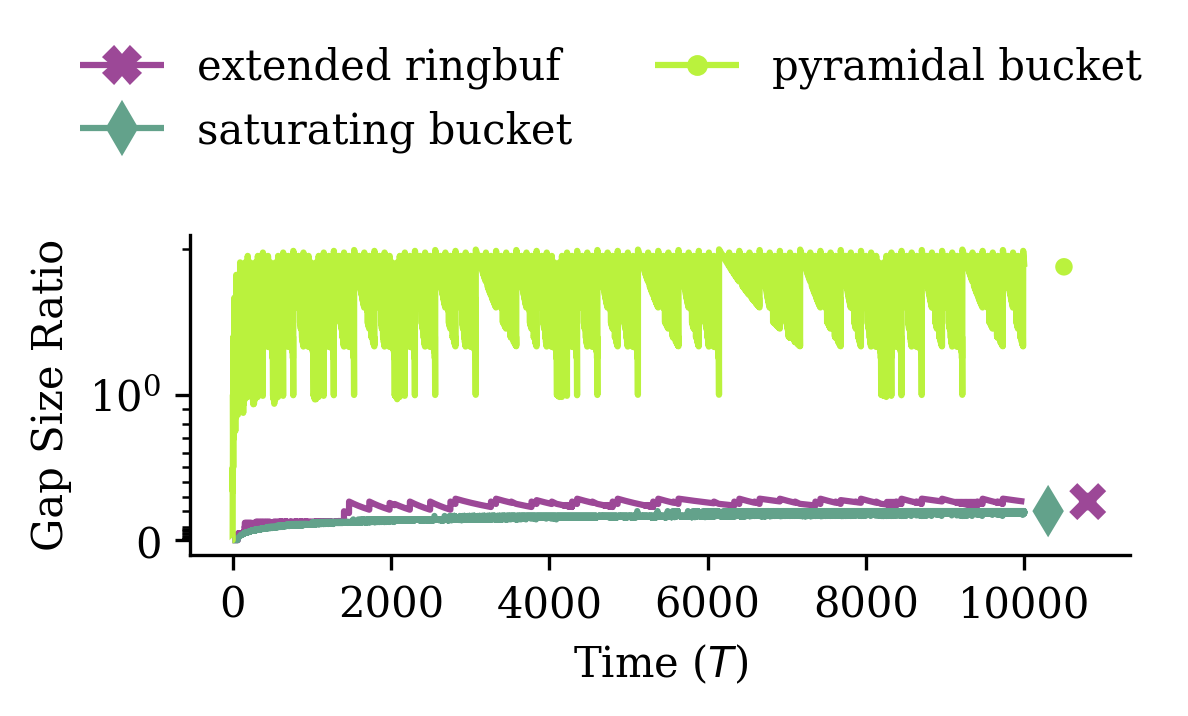 extended ringbuf
pyramidal bucket
saturating bucket
Gap Size Ratio
10⁰
0
0 2000 4000 6000 8000 10000
Time (T)